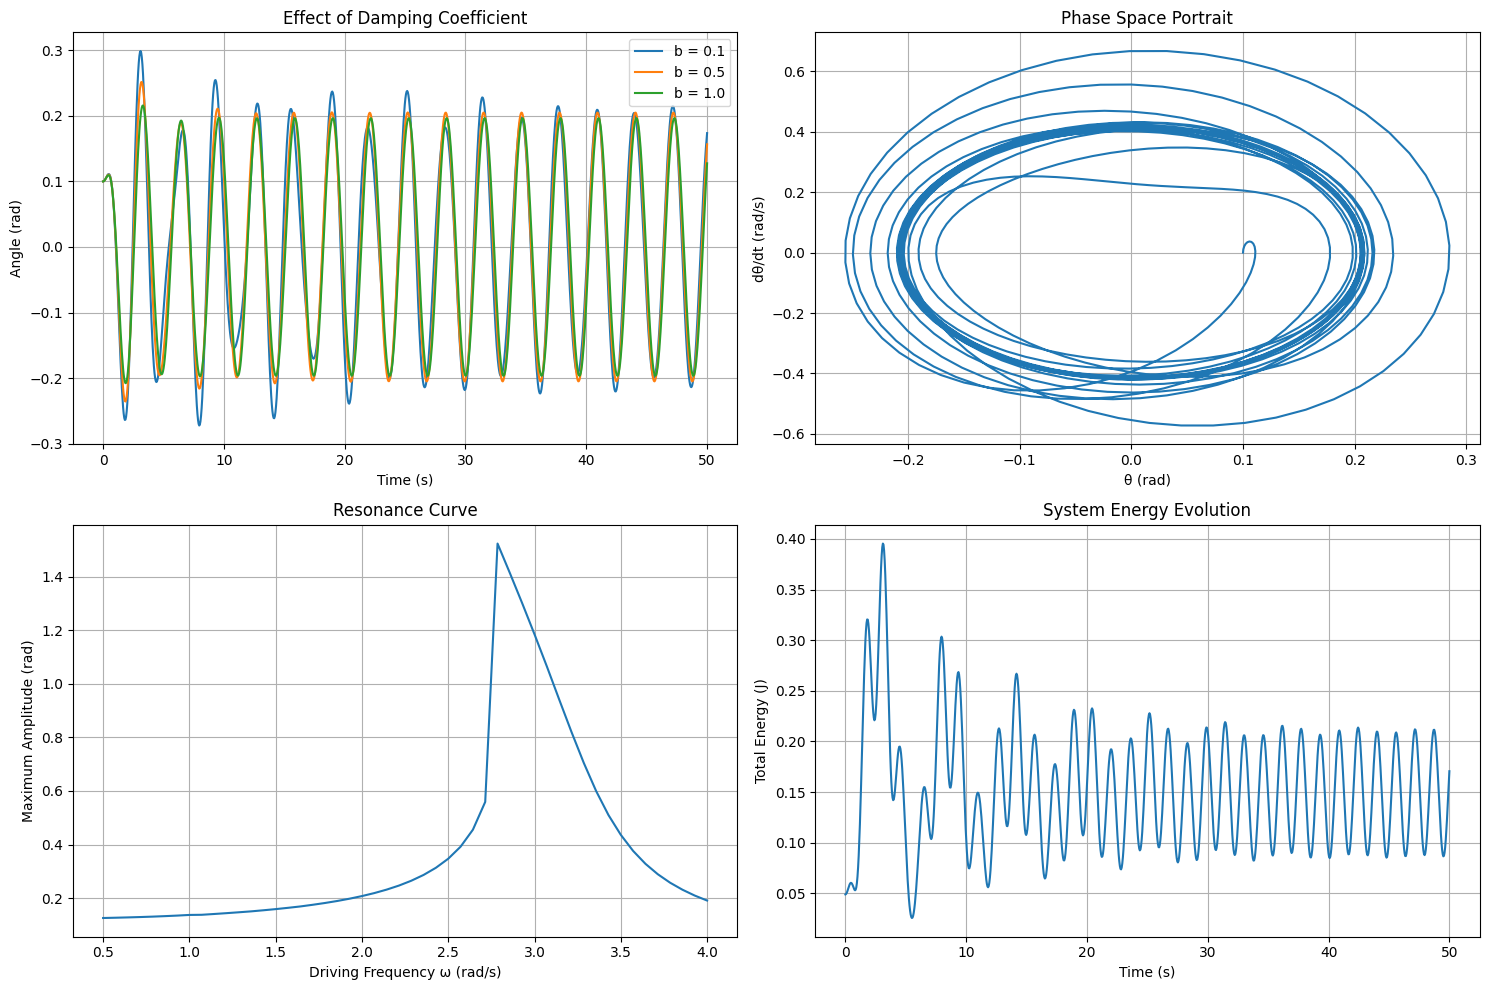 Effect of Damping Coefficient
Angle (rad)
0.3
0.2
0.1
0.0
−0.1
−0.2
−0.3
b = 0.1
b = 0.5
b = 1.0
0 10 20 30 40 50
Time (s)
Phase Space Portrait
dθ/dt (rad/s)
0.6
0.4
0.2
0.0
−0.2
−0.4
−0.6
−0.2 −0.1 0.0 0.1 0.2 0.3
θ (rad)
Resonance Curve
Maximum Amplitude (rad)
1.4
1.2
1.0
0.8
0.6
0.4
0.2
0.5 1.0 1.5 2.0 2.5 3.0 3.5 4.0
Driving Frequency ω (rad/s)
System Energy Evolution
Total Energy (J)
0.40
0.35
0.30
0.25
0.20
0.15
0.10
0.05
0 10 20 30 40 50
Time (s)